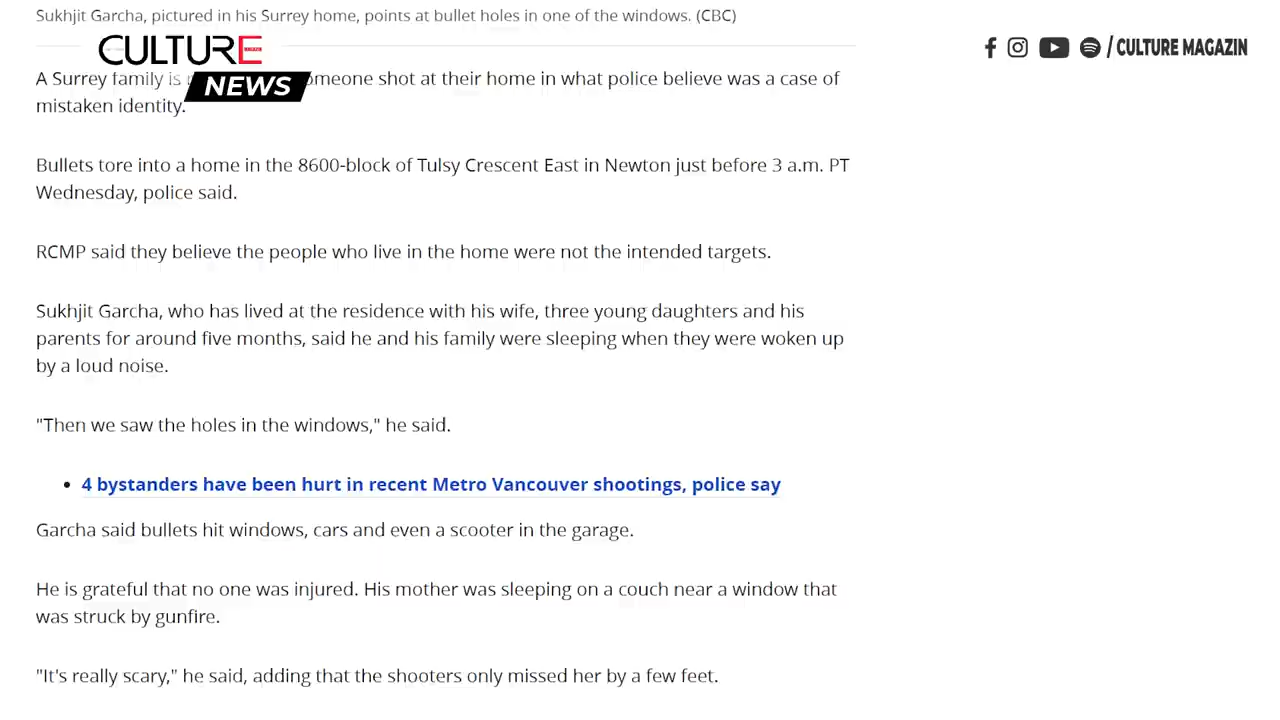 Sukhjit Garcha, pictured in his Surrey home, points at bullet holes in one of the windows. (CBC)
CULTURE
NEWS
/ CULTURE MAGAZIN
A Surrey family is omeone shot at their home in what police believe was a case of
mistaken identity.
Bullets tore into a home in the 8600-block of Tulsy Crescent East in Newton just before 3 a.m. PT
Wednesday, police said.
RCMP said they believe the people who live in the home were not the intended targets.
Sukhjit Garcha, who has lived at the residence with his wife, three young daughters and his
parents for around five months, said he and his family were sleeping when they were woken up
by a loud noise.
"Then we saw the holes in the windows," he said.
• 4 bystanders have been hurt in recent Metro Vancouver shootings, police say
Garcha said bullets hit windows, cars and even a scooter in the garage.
He is grateful that no one was injured. His mother was sleeping on a couch near a window that
was struck by gunfire.
"It's really scary," he said, adding that the shooters only missed her by a few feet.